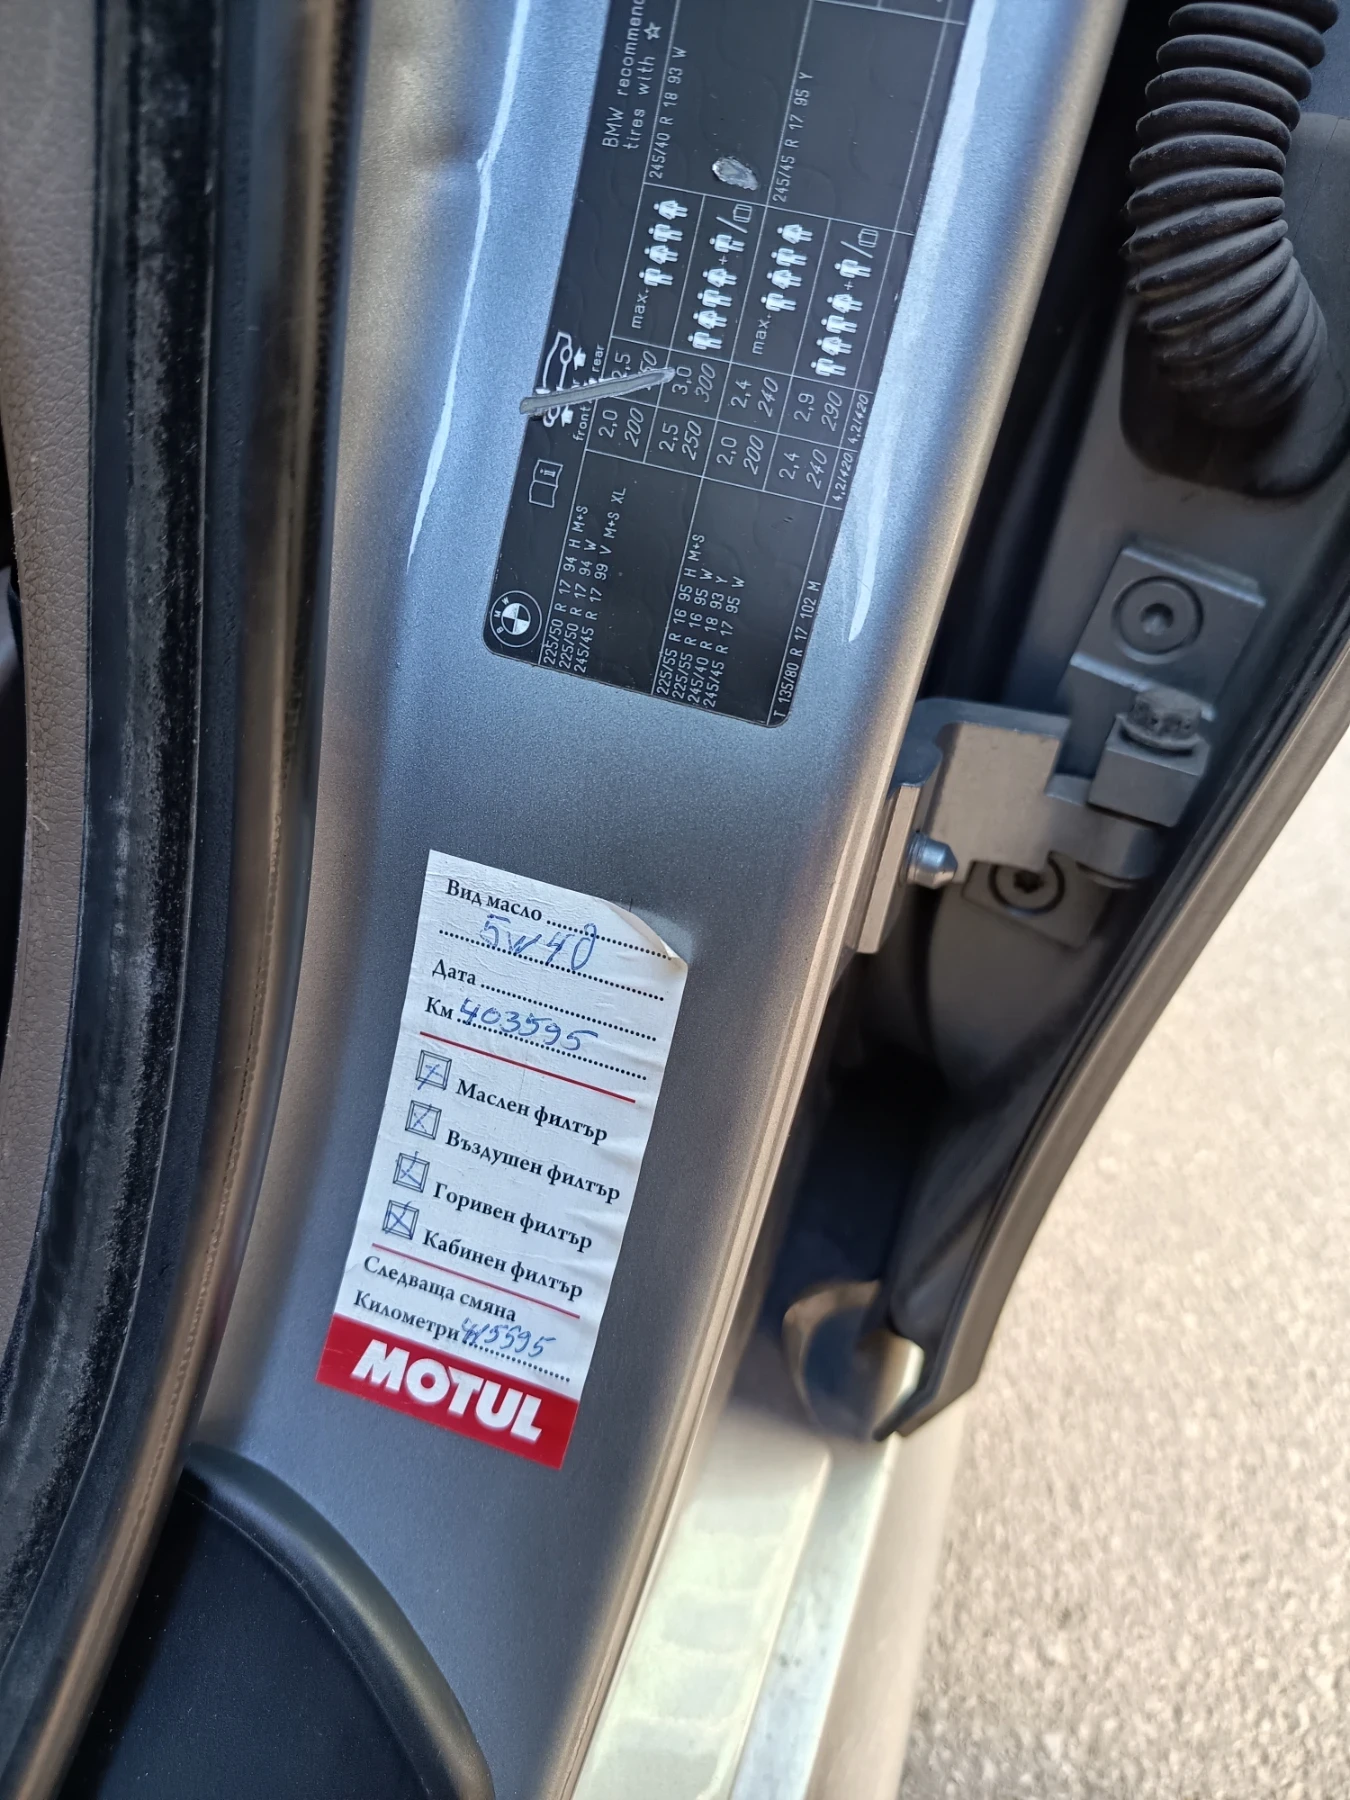 BMW recommend
tires with ☆
245/40 R 18 93 W
245/45 R 17 95 Y
max.
max.
front
rear
2,0
200
2,5
250
3,0
300
2,0
200
2,4
240
2,4
240
2,9
290
4,2/420
4,2/420
BMW
225/50 R 17 94 H M+S
225/50 R 17 94 W
245/45 R 17 99 V M+S XL
225/55 R 16 95 H M+S
225/55 R 16 95 W
245/40 R 18 93 Y
245/45 R 17 95 W
T 135/80 R 17 102 M
Вид масло
5w40
Дата
Км 403595
Маслен филтър
Въздушен филтър
Горивен филтър
Кабинен филтър
Следваща смяна
Километри 415595
MOTUL